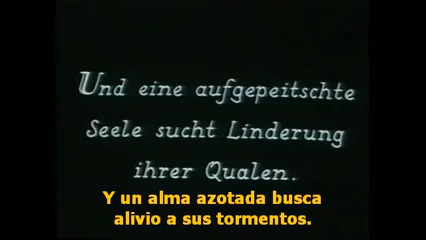 Und eine aufgepeitschte
Seele sucht Linderung
ihrer Qualen.
Y un alma azotada busca
alivio a sus tormentos.